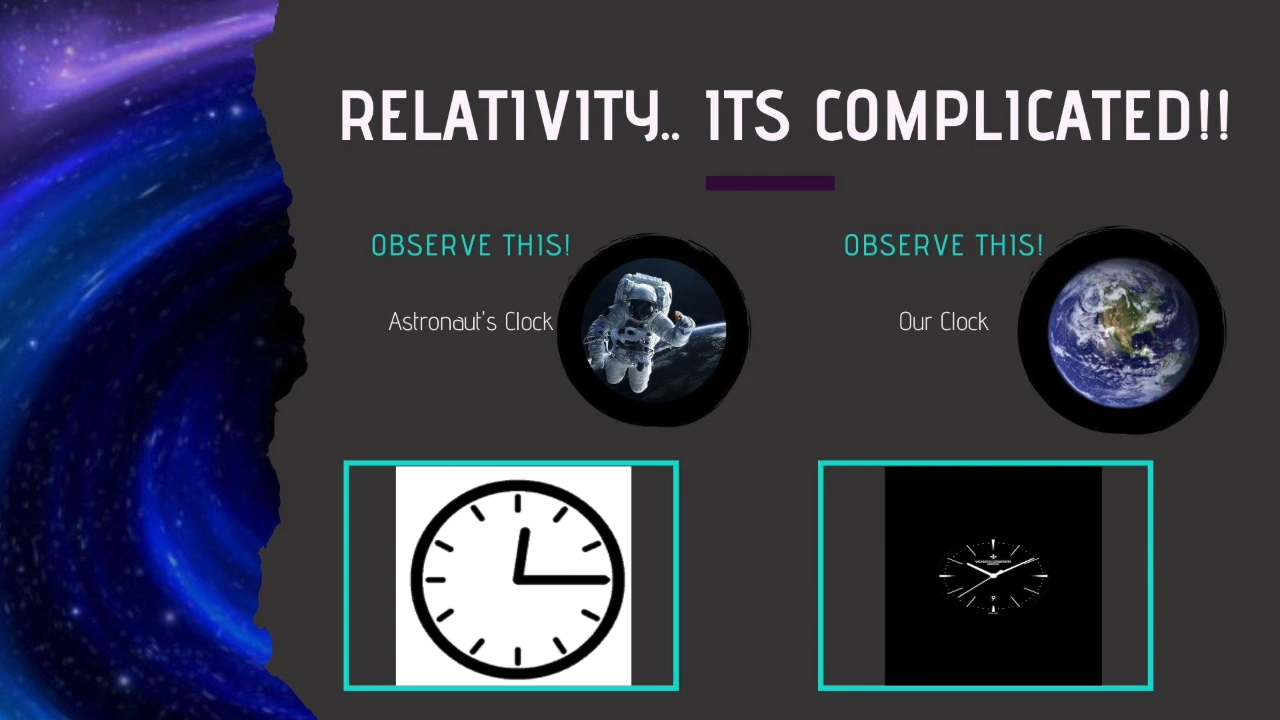 RELATIVITY.. ITS COMPLICATED!!
OBSERVE THIS!
Astronaut's Clock
OBSERVE THIS!
Our Clock